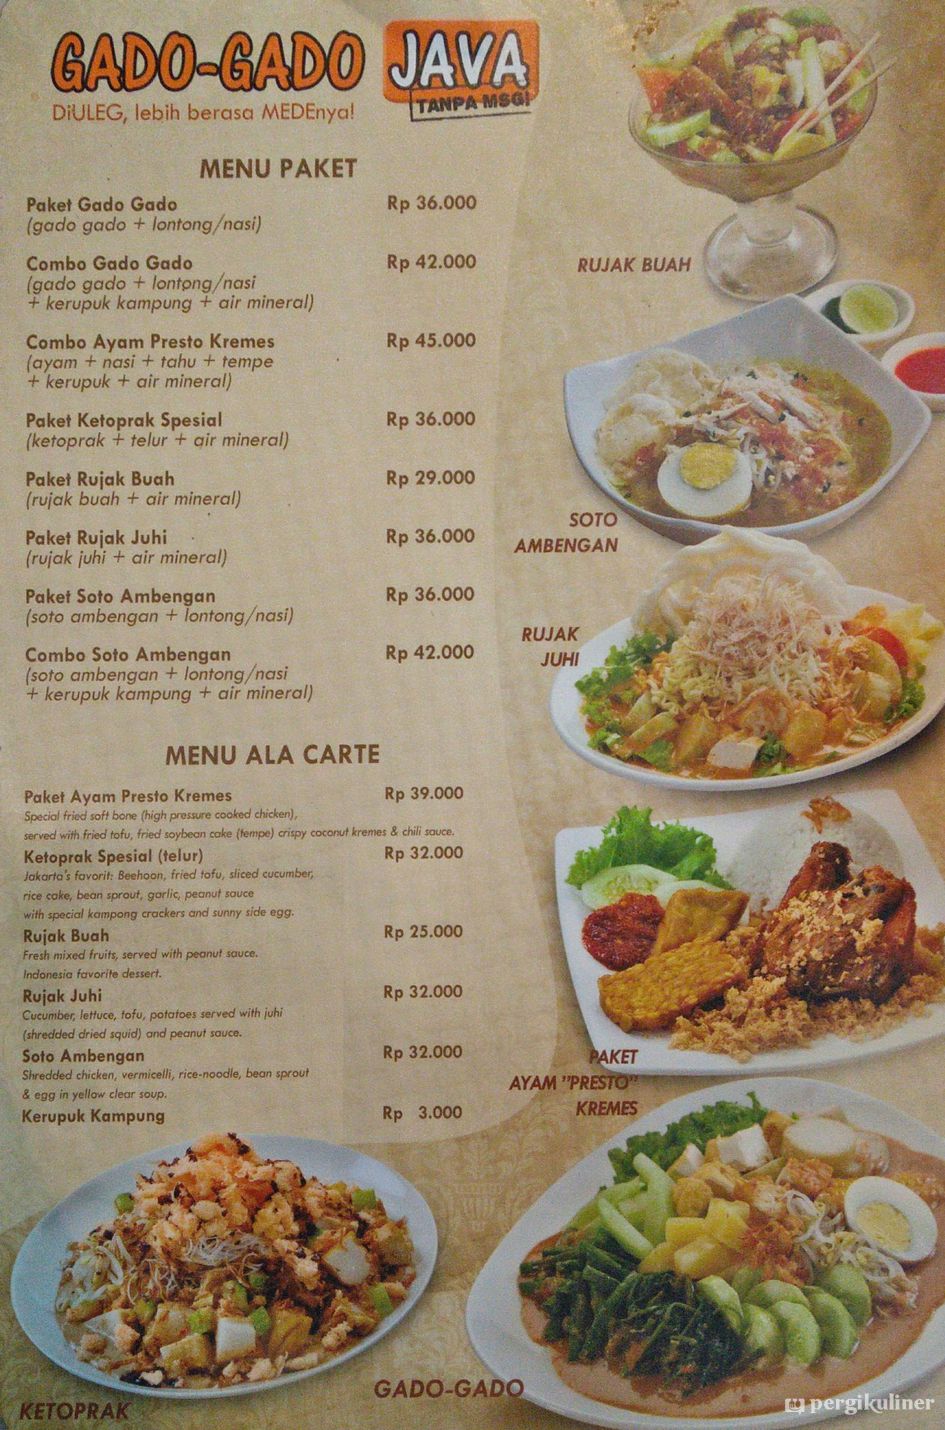 GADO-GADO JAVA
TANPA MSG!
DiULEG, lebih berasa MEDEnya!
MENU PAKET
Paket Gado Gado Rp 36.000
(gado gado + lontong/nasi)
Combo Gado Gado Rp 42.000
(gado gado + lontong/nasi
+ kerupuk kampung + air mineral)
Combo Ayam Presto Kremes Rp 45.000
(ayam + nasi + tahu + tempe
+ kerupuk + air mineral)
Paket Ketoprak Spesial Rp 36.000
(ketoprak + telur + air mineral)
Paket Rujak Buah Rp 29.000
(rujak buah + air mineral)
Paket Rujak Juhi Rp 36.000
(rujak juhi + air mineral)
Paket Soto Ambengan Rp 36.000
(soto ambengan + lontong/nasi)
Combo Soto Ambengan Rp 42.000
(soto ambengan + lontong/nasi
+ kerupuk kampung + air mineral)
MENU ALA CARTE
Paket Ayam Presto Kremes Rp 39.000
Special fried soft bone (high pressure cooked chicken),
served with fried tofu, fried soybean cake (tempe) crispy coconut kremes & chili sauce.
Ketoprak Spesial (telur) Rp 32.000
Jakarta's favorit: Beehoon, fried tofu, sliced cucumber,
rice cake, bean sprout, garlic, peanut sauce
with special kampong crackers and sunny side egg.
Rujak Buah Rp 25.000
Fresh mixed fruits, served with peanut sauce.
Indonesia favorite dessert.
Rujak Juhi Rp 32.000
Cucumber, lettuce, tofu, potatoes served with juhi
(shredded dried squid) and peanut sauce.
Soto Ambengan Rp 32.000
Shredded chicken, vermicelli, rice-noodle, bean sprout
& egg in yellow clear soup.
Kerupuk Kampung Rp 3.000
RUJAK BUAH
SOTO
AMBENGAN
RUJAK
JUHI
PAKET
AYAM "PRESTO"
KREMES
GADO-GADO
KETOPRAK
pergikuliner